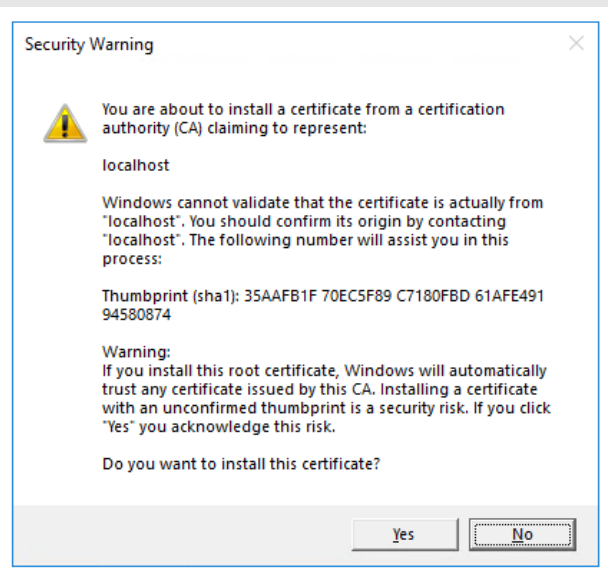 Security Warning
You are about to install a certificate from a certification
authority (CA) claiming to represent:
localhost
Windows cannot validate that the certificate is actually from
"localhost". You should confirm its origin by contacting
"localhost". The following number will assist you in this
process:
Thumbprint (sha1): 35AAFB1F 70EC5F89 C7180FBD 61AFE491
94580874
Warning:
If you install this root certificate, Windows will automatically
trust any certificate issued by this CA. Installing a certificate
with an unconfirmed thumbprint is a security risk. If you click
"Yes" you acknowledge this risk.
Do you want to install this certificate?
Yes
No